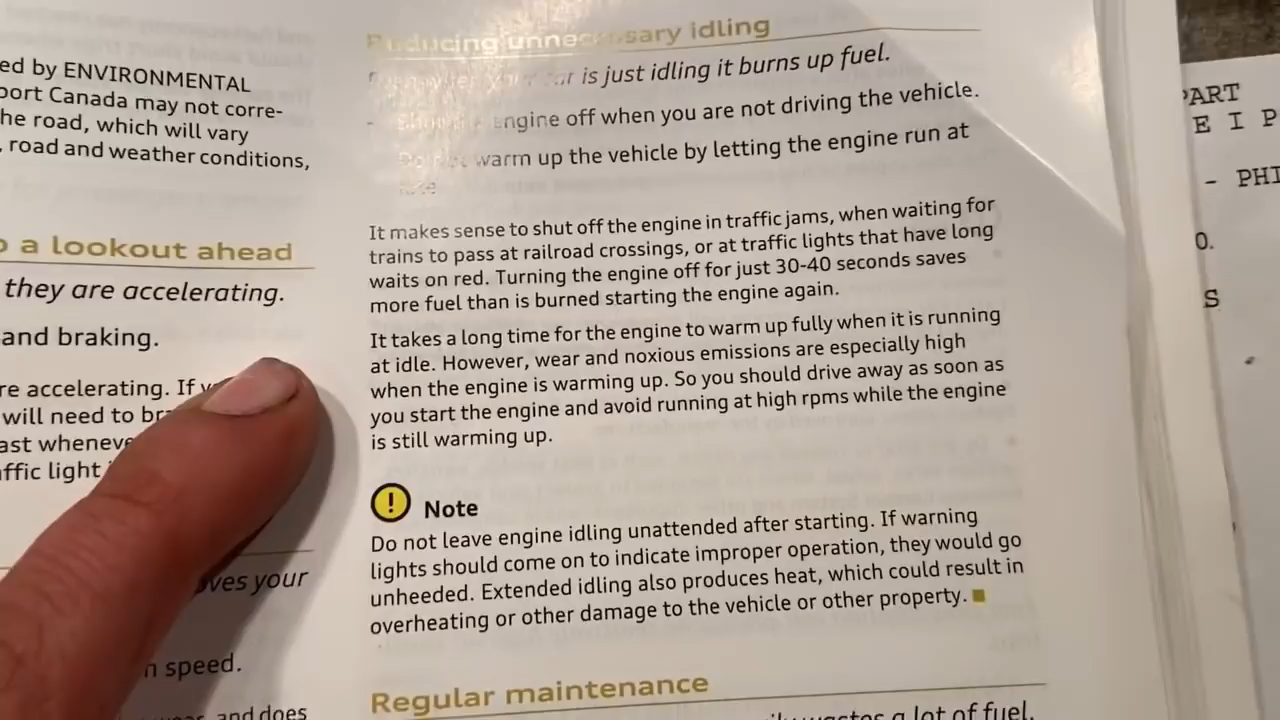 ed by ENVIRONMENTAL
port Canada may not corre-
he road, which will vary
, road and weather conditions,
a lookout ahead
they are accelerating.
and braking.
re accelerating. If
will need to
ast
ffic light
your
speed.
and does
Reducing unnecessary idling
is just idling it burns up fuel.
- engine off when you are not driving the vehicle.
warm up the vehicle by letting the engine run at
It makes sense to shut off the engine in traffic jams, when waiting for
trains to pass at railroad crossings, or at traffic lights that have long
waits on red. Turning the engine off for just 30-40 seconds saves
more fuel than is burned starting the engine again.
It takes a long time for the engine to warm up fully when it is running
at idle. However, wear and noxious emissions are especially high
when the engine is warming up. So you should drive away as soon as
you start the engine and avoid running at high rpms while the engine
is still warming up.
! Note
Do not leave engine idling unattended after starting. If warning
lights should come on to indicate improper operation, they would go
unheeded. Extended idling also produces heat, which could result in
overheating or other damage to the vehicle or other property.
Regular maintenance
a lot of fuel.
PART
E I P
- PHI
0.
S